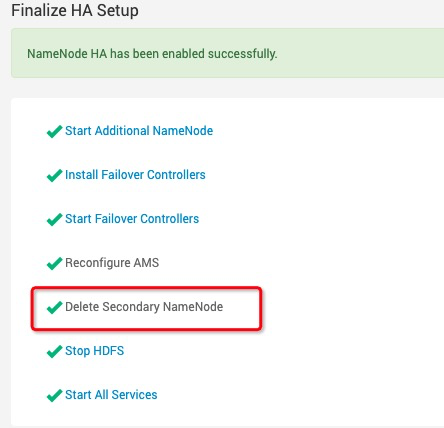 Finalize HA Setup
NameNode HA has been enabled successfully.
Start Additional NameNode
Install Failover Controllers
Start Failover Controllers
Reconfigure AMS
Delete Secondary NameNode
Stop HDFS
Start All Services